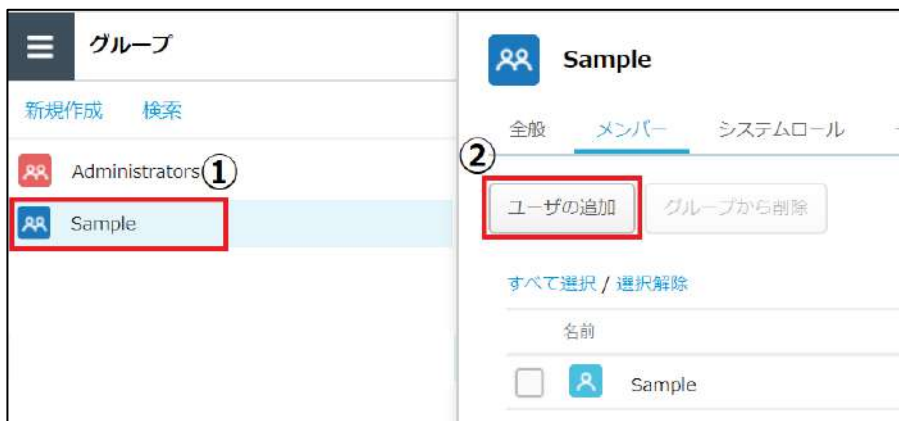 グループ
新規作成 検索
Administrators①
Sample
Sample
全般 メンバー システムロール
②
ユーザの追加 グループから削除
すべて選択 / 選択解除
名前
Sample